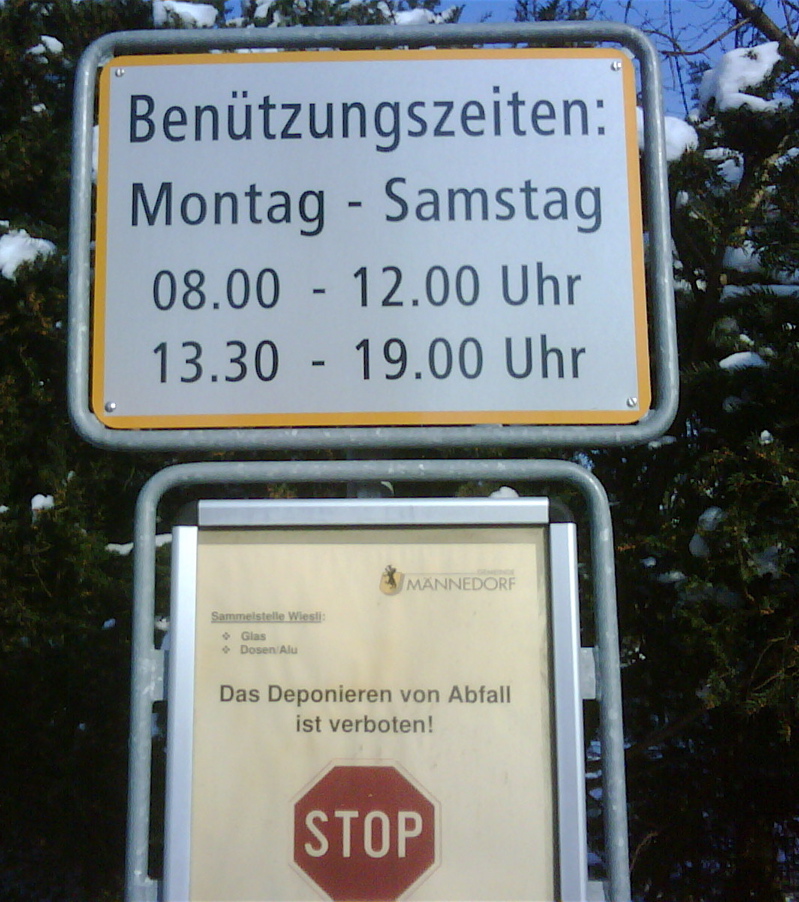 Benützungszeiten:
Montag - Samstag
08.00 - 12.00 Uhr
13.30 - 19.00 Uhr
GEMEINDE
MÄNNEDORF
Sammelstelle Wiesli:
❖ Glas
❖ Dosen/Alu
Das Deponieren von Abfall
ist verboten!
STOP